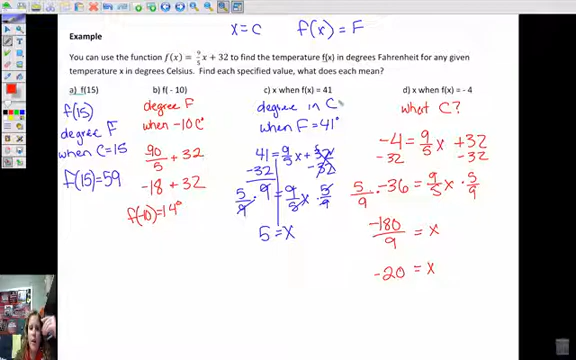 x = C f(x) = F
Example
You can use the function f(x) = 9/5 x + 32 to find the temperature f(x) in degrees Fahrenheit for any given
temperature x in degrees Celsius. Find each specified value, what does each mean?
a) f(15)
f(15)
degree F
when C=15
f(15)=59
b) f(- 10)
degree F
when -10C°
-90/5 + 32
-18 + 32
f(-10)=14°
c) x when f(x) = 41
degree in C
when F=41°
41=9/5x+32
-32 -32
5/9 · 9 = 9/5x · 5/9
5=x
d) x when f(x) = - 4
what C?
-4=9/5x +32
-32 -32
5/9 · -36 = 9/5x · 5/9
-180/9 = x
-20 = x